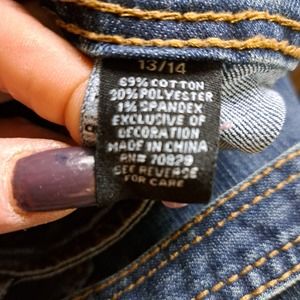 13/14
69% COTTON
30% POLYESTER
1% SPANDEX
EXCLUSIVE OF
DECORATION
MADE IN CHINA
RN# 70829
SEE REVERSE
FOR CARE